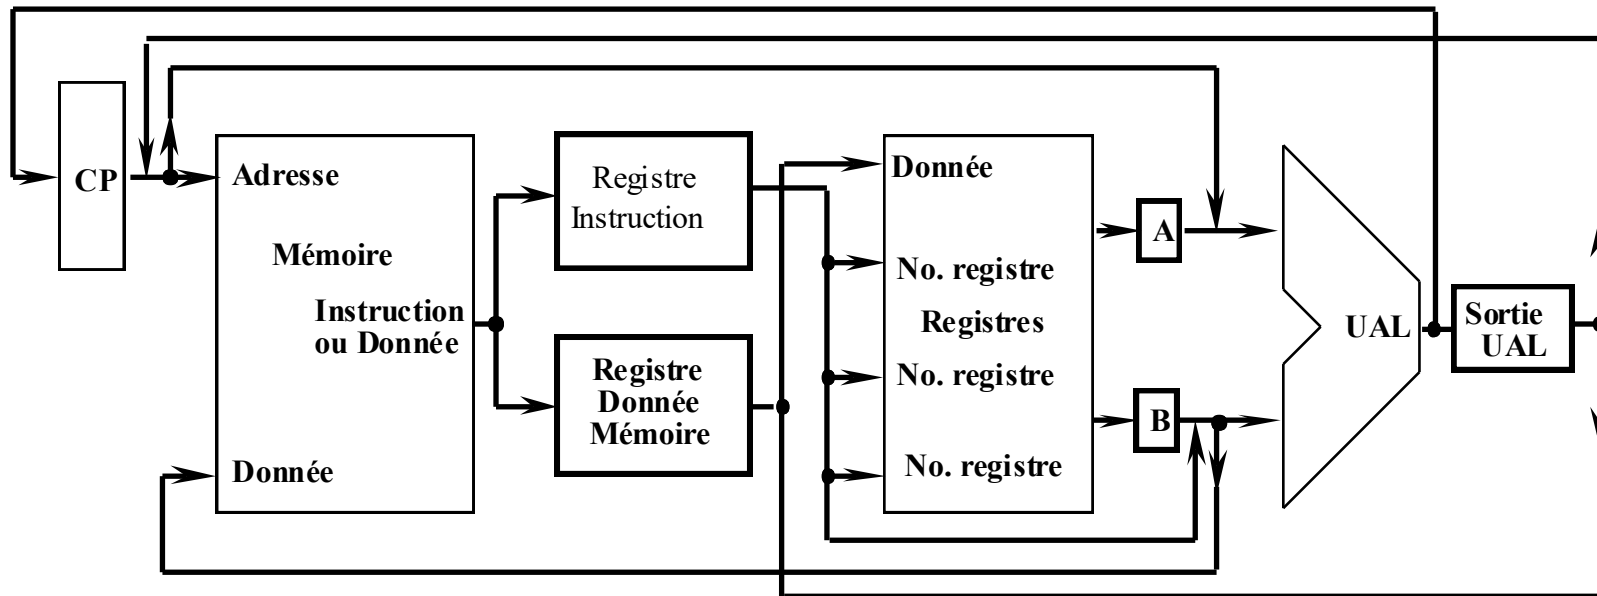 CP
Adresse
Mémoire
Instruction
ou Donnée
Donnée
Registre
Instruction
Registre
Donnée
Mémoire
Donnée
No. registre
Registres
No. registre
No. registre
A
B
UAL
Sortie
UAL